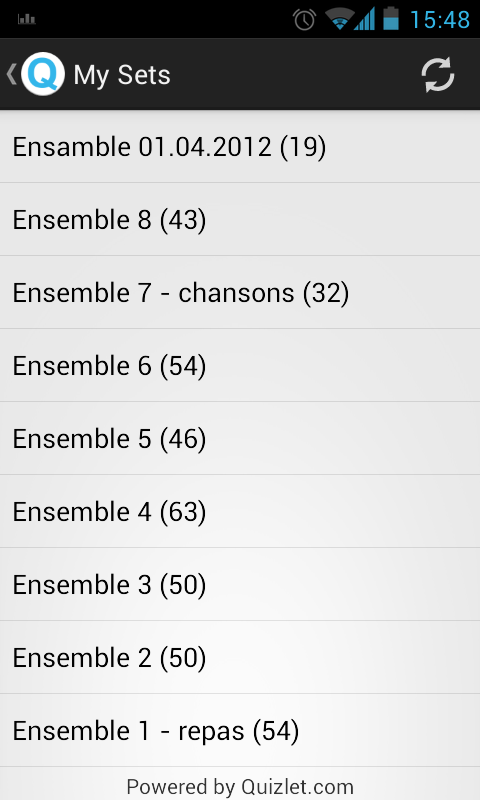 15:48
Q My Sets
Ensamble 01.04.2012 (19)
Ensemble 8 (43)
Ensemble 7 - chansons (32)
Ensemble 6 (54)
Ensemble 5 (46)
Ensemble 4 (63)
Ensemble 3 (50)
Ensemble 2 (50)
Ensemble 1 - repas (54)
Powered by Quizlet.com